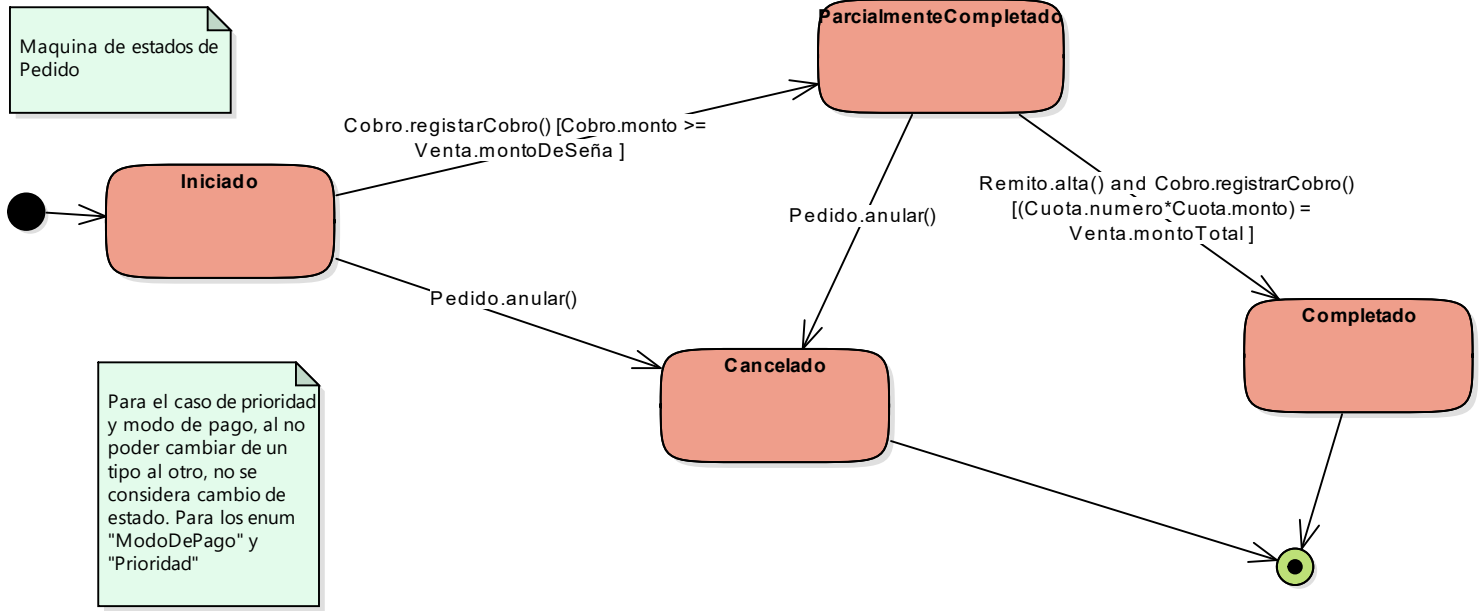 Maquina de estados de
Pedido
ParcialmenteCompletado
Cobro.registarCobro() [Cobro.monto >=
Venta.montoDeSeña ]
Iniciado
Remito.alta() and Cobro.registrarCobro()
[(Cuota.numero*Cuota.monto) =
Venta.montoTotal ]
Pedido.anular()
Pedido.anular()
Completado
Cancelado
Para el caso de prioridad
y modo de pago, al no
poder cambiar de un
tipo al otro, no se
considera cambio de
estado. Para los enum
"ModoDePago" y
"Prioridad"